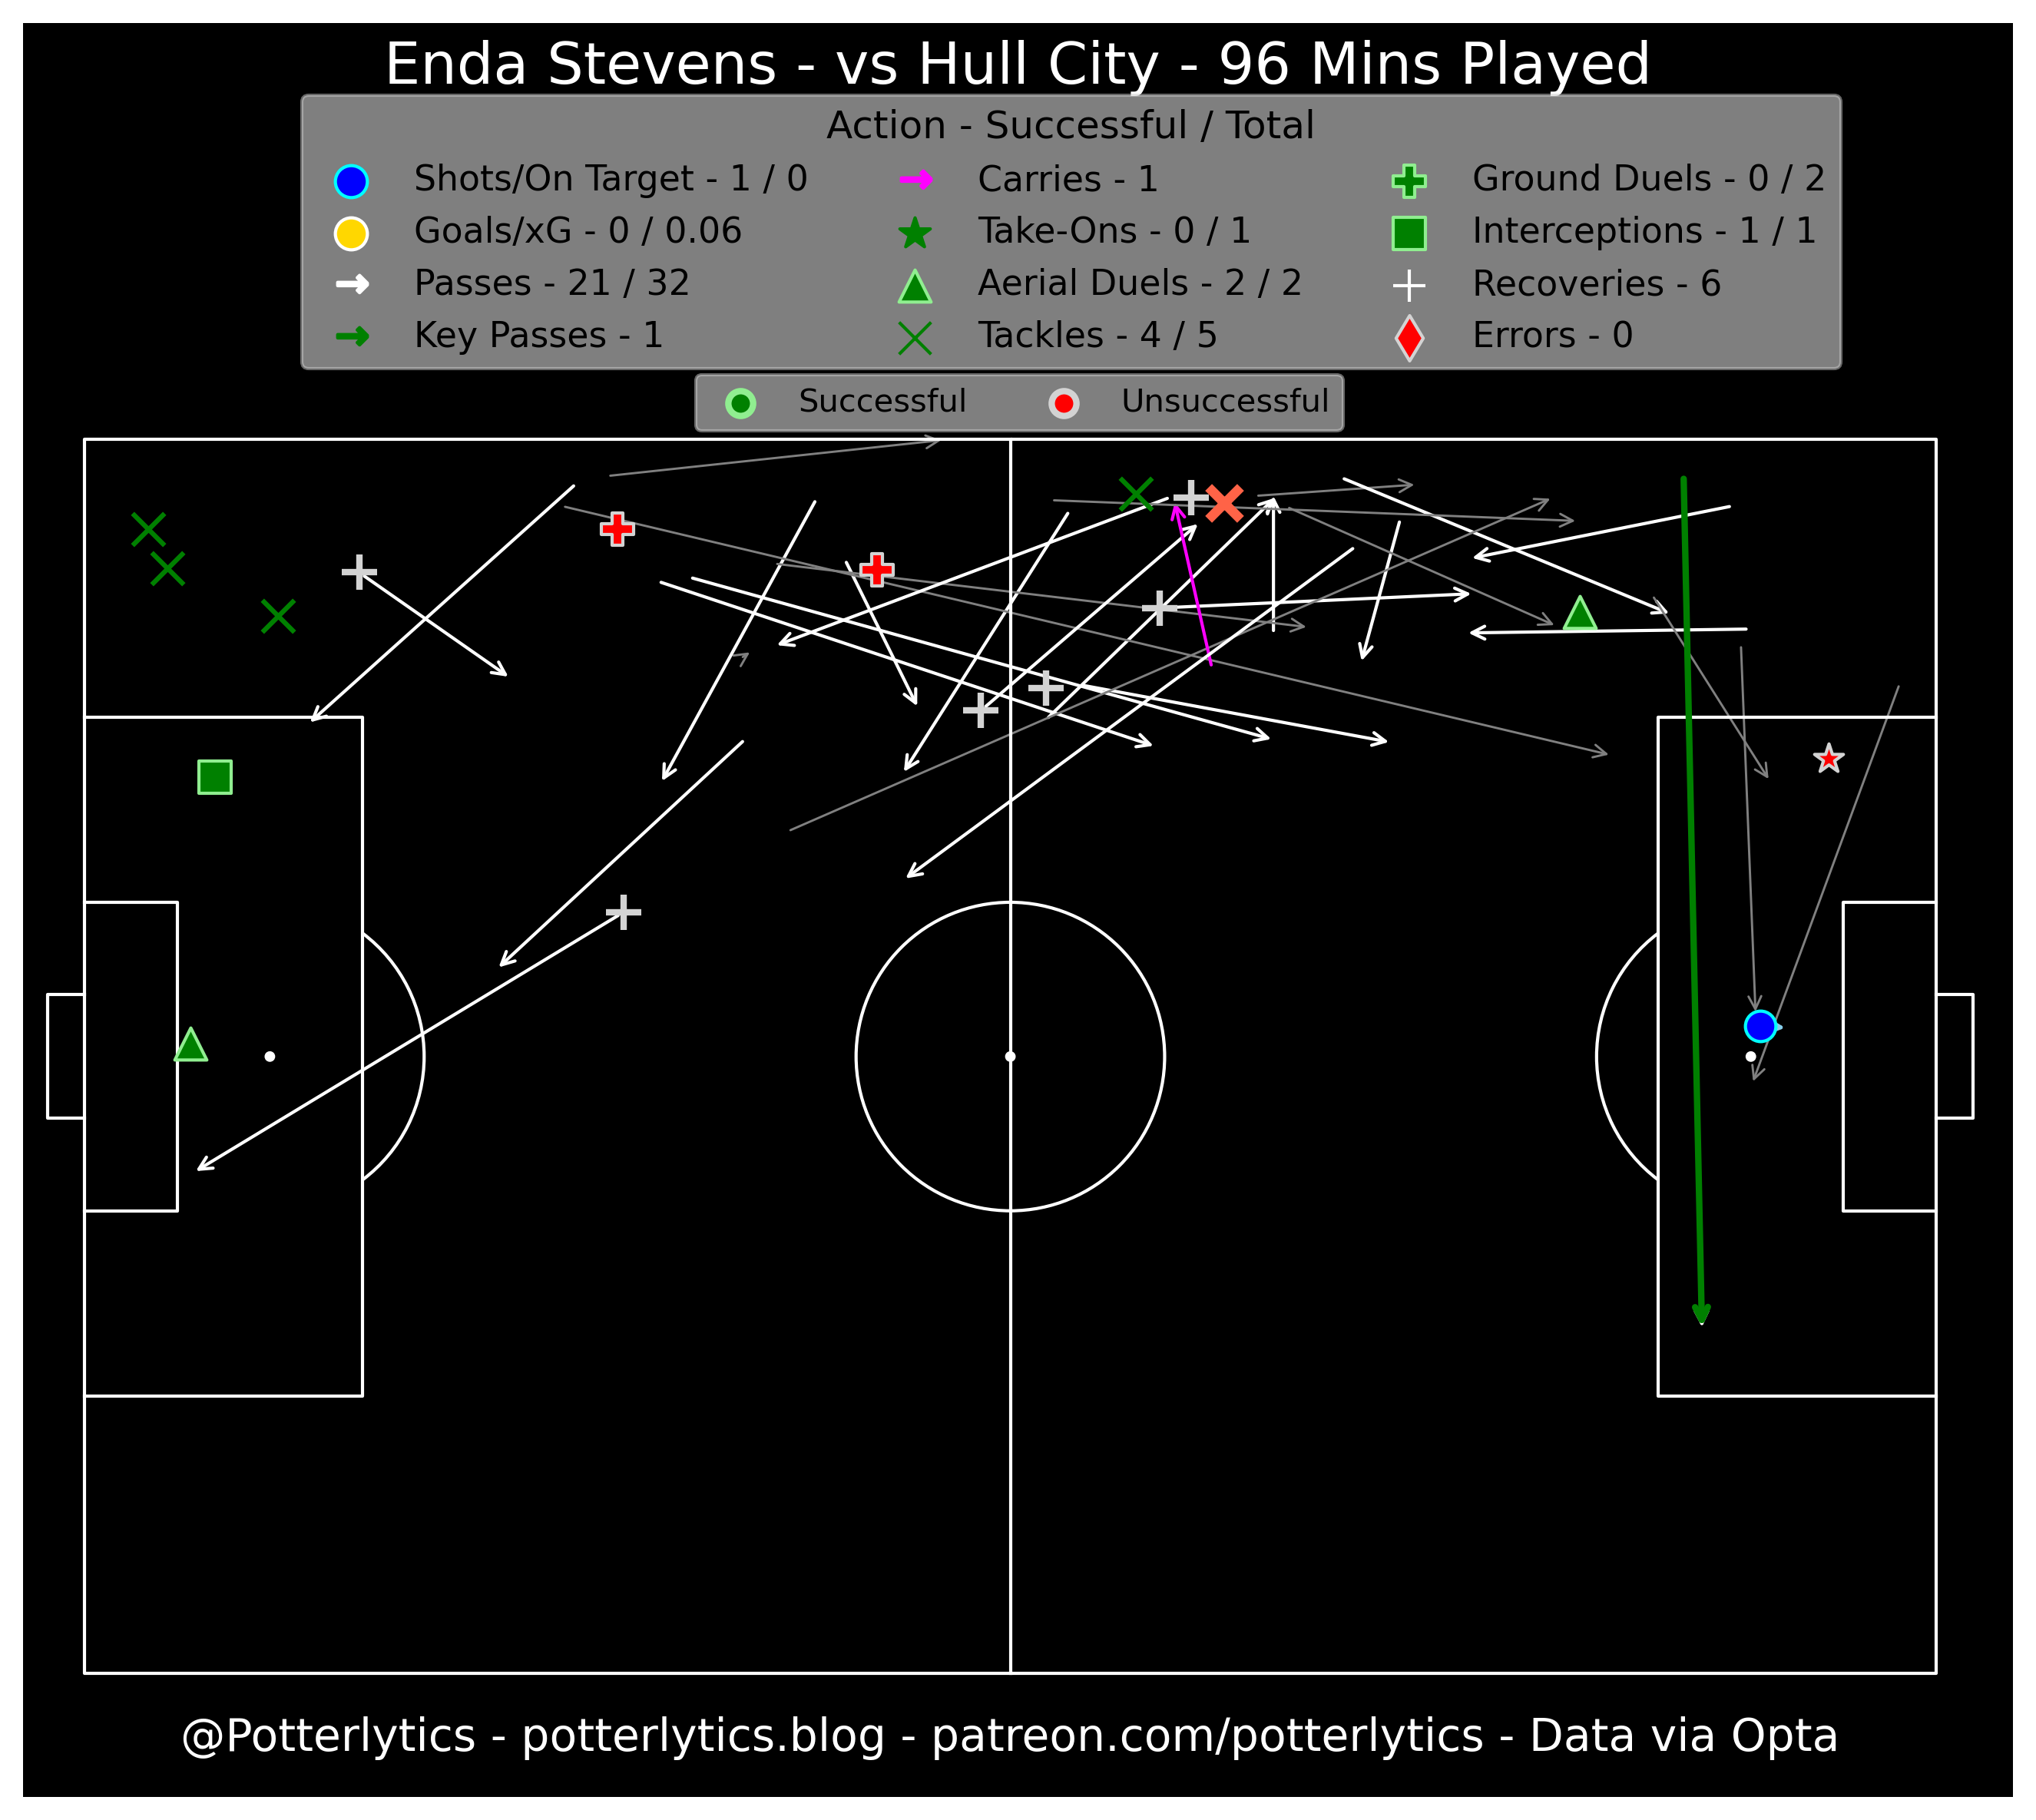 Enda Stevens - vs Hull City - 96 Mins Played
Action - Successful / Total
Shots/On Target - 1 / 0
Goals/xG - 0 / 0.06
Passes - 21 / 32
Key Passes - 1
Carries - 1
Take-Ons - 0 / 1
Aerial Duels - 2 / 2
Tackles - 4 / 5
Ground Duels - 0 / 2
Interceptions - 1 / 1
Recoveries - 6
Errors - 0
Successful
Unsuccessful
@Potterlytics - potterlytics.blog - patreon.com/potterlytics - Data via Opta